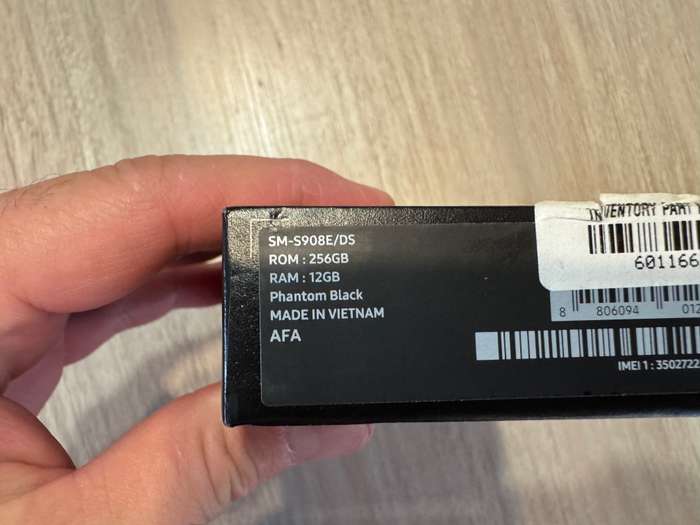 SM-S908E/DS
ROM : 256GB
RAM : 12GB
Phantom Black
MADE IN VIETNAM
AFA
INVENTORY PART
601166
8 806094 012
IMEI 1 : 3502722